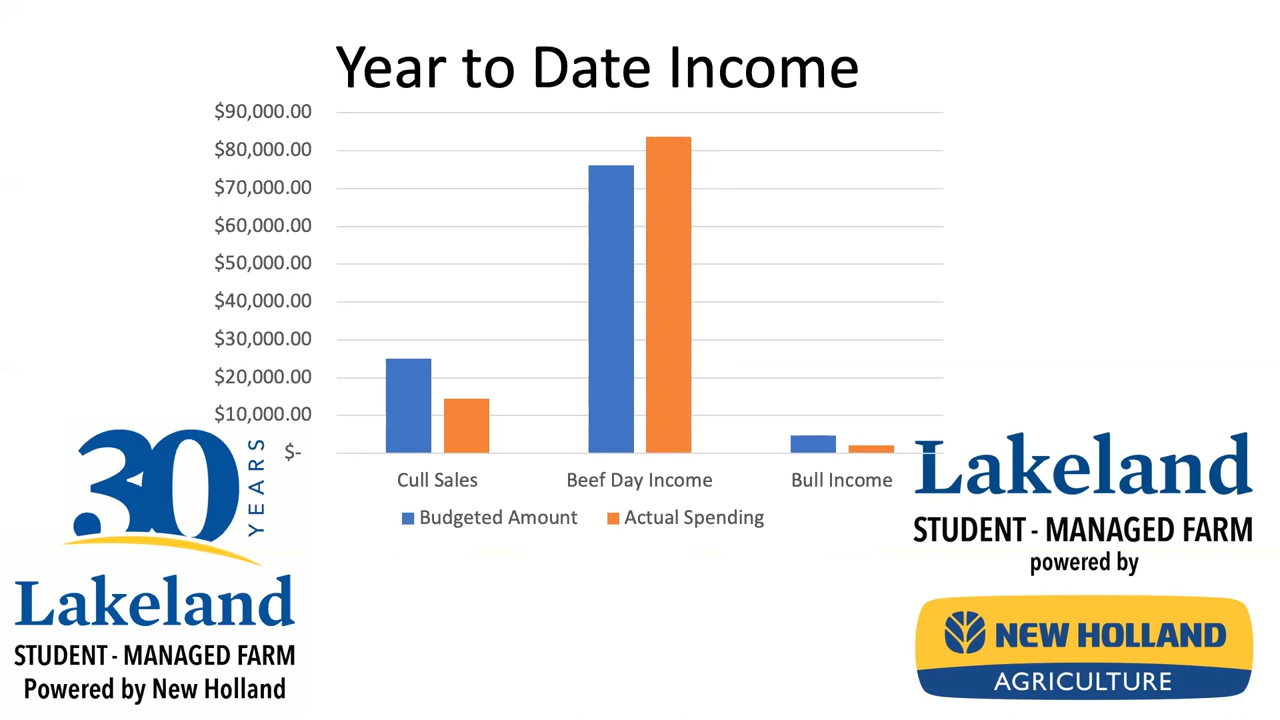 Year to Date Income
$90,000.00
$80,000.00
$70,000.00
$60,000.00
$50,000.00
$40,000.00
$30,000.00
$20,000.00
$10,000.00
$-
Cull Sales
Beef Day Income
Bull Income
Budgeted Amount
Actual Spending
30
YEARS
Lakeland
STUDENT - MANAGED FARM
Powered by New Holland
Lakeland
STUDENT - MANAGED FARM
powered by
NEW HOLLAND
AGRICULTURE